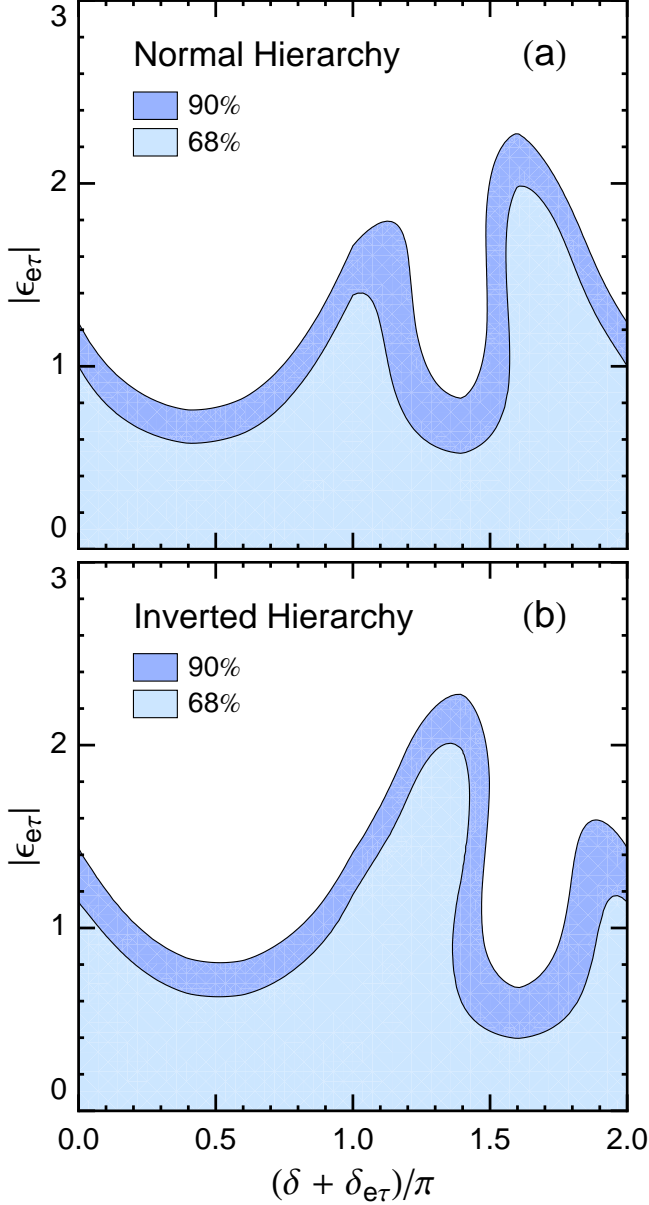 3
Normal Hierarchy (a)
90%
68%
2
|ϵeτ|
1
0
3
Inverted Hierarchy (b)
90%
68%
2
|ϵeτ|
1
0
0.0 0.5 1.0 1.5 2.0
(δ + δeτ)/π